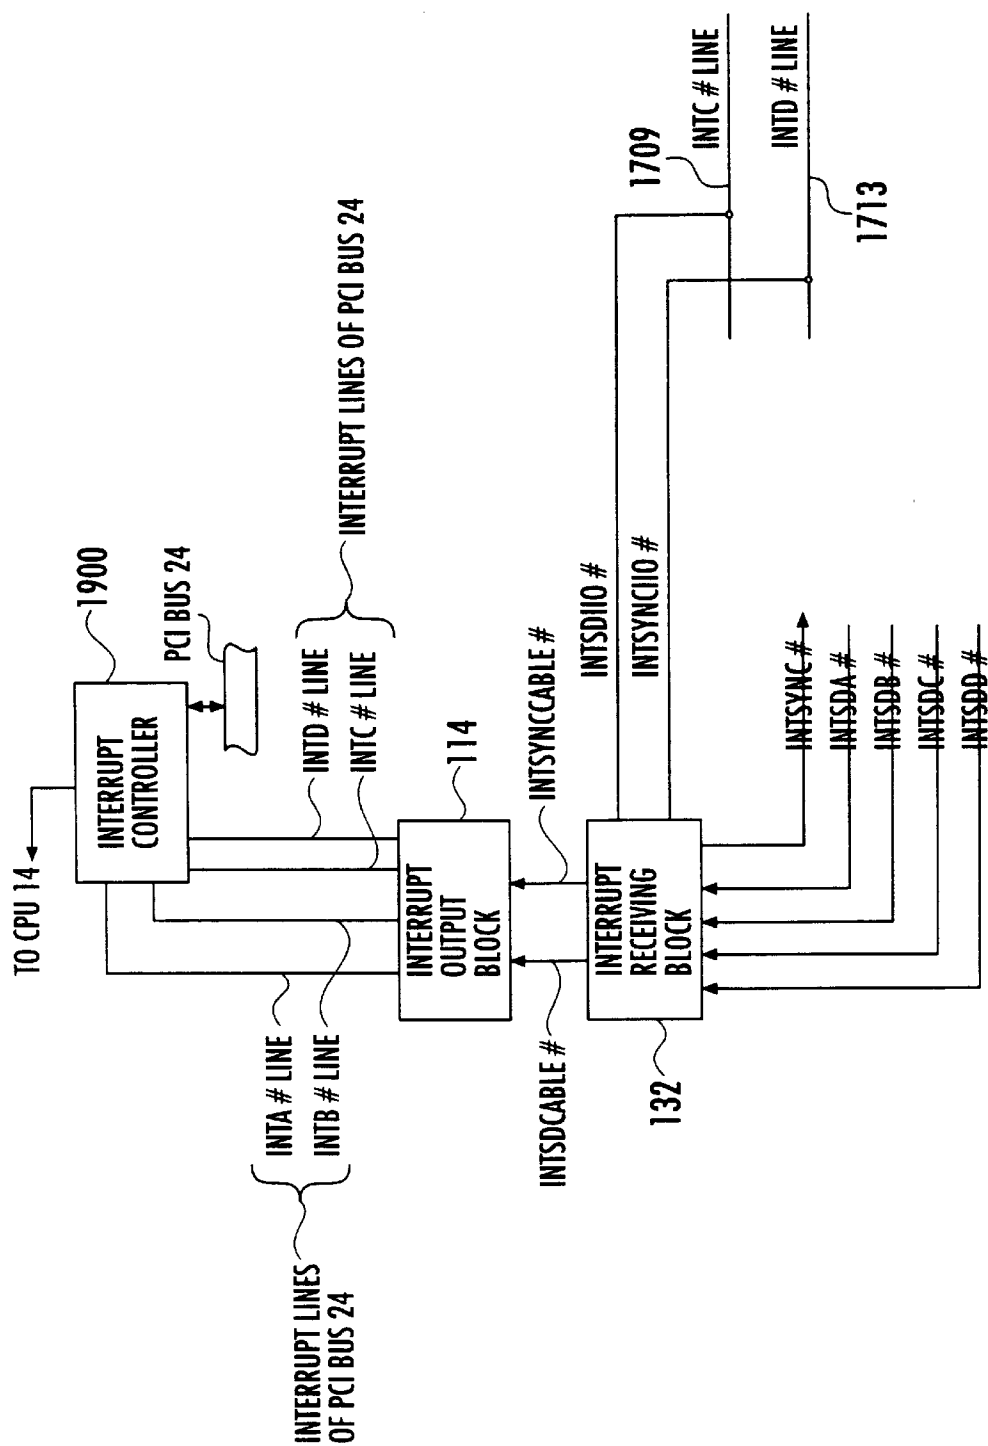 TO CPU 14
INTERRUPT
CONTROLLER
1900
PCI BUS 24
INTA # LINE
INTB # LINE
INTERRUPT LINES
OF PCI BUS 24
INTD # LINE
INTC # LINE
INTERRUPT LINES OF PCI BUS 24
INTERRUPT
OUTPUT
BLOCK
114
INTSDCABLE #
INTSYNCCABLE #
INTERRUPT
RECEIVING
BLOCK
132
INTSDIIO #
INTSYNCIIO #
1709
INTC # LINE
INTD # LINE
1713
INTSYNC #
INTSDA #
INTSDB #
INTSDC #
INTSDD #